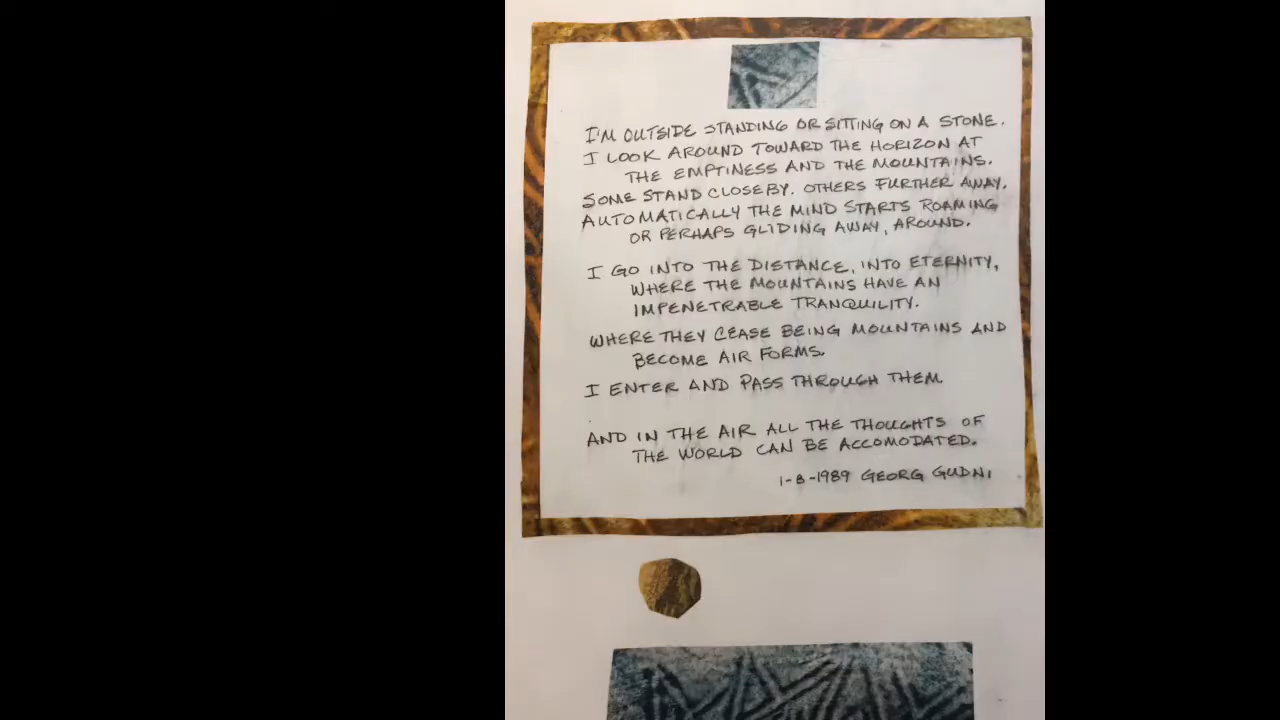 I'M OUTSIDE STANDING OR SITTING ON A STONE.
I LOOK AROUND TOWARD THE HORIZON AT
THE EMPTINESS AND THE MOUNTAINS.
SOME STAND CLOSEBY. OTHERS FURTHER AWAY.
AUTOMATICALLY THE MIND STARTS ROAMING
OR PERHAPS GLIDING AWAY, AROUND.
I GO INTO THE DISTANCE, INTO ETERNITY,
WHERE THE MOUNTAINS HAVE AN
IMPENETRABLE TRANQUILITY.
WHERE THEY CEASE BEING MOUNTAINS AND
BECOME AIR FORMS.
I ENTER AND PASS THROUGH THEM
AND IN THE AIR ALL THE THOUGHTS OF
THE WORLD CAN BE ACCOMODATED.
1-8-1989 GEORG GUDNI